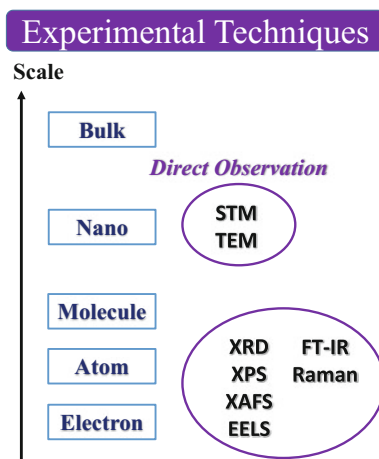 Experimental Techniques
Scale
Bulk
Direct Observation
Nano
STM
TEM
Molecule
Atom
Electron
XRD FT-IR
XPS Raman
XAFS
EELS